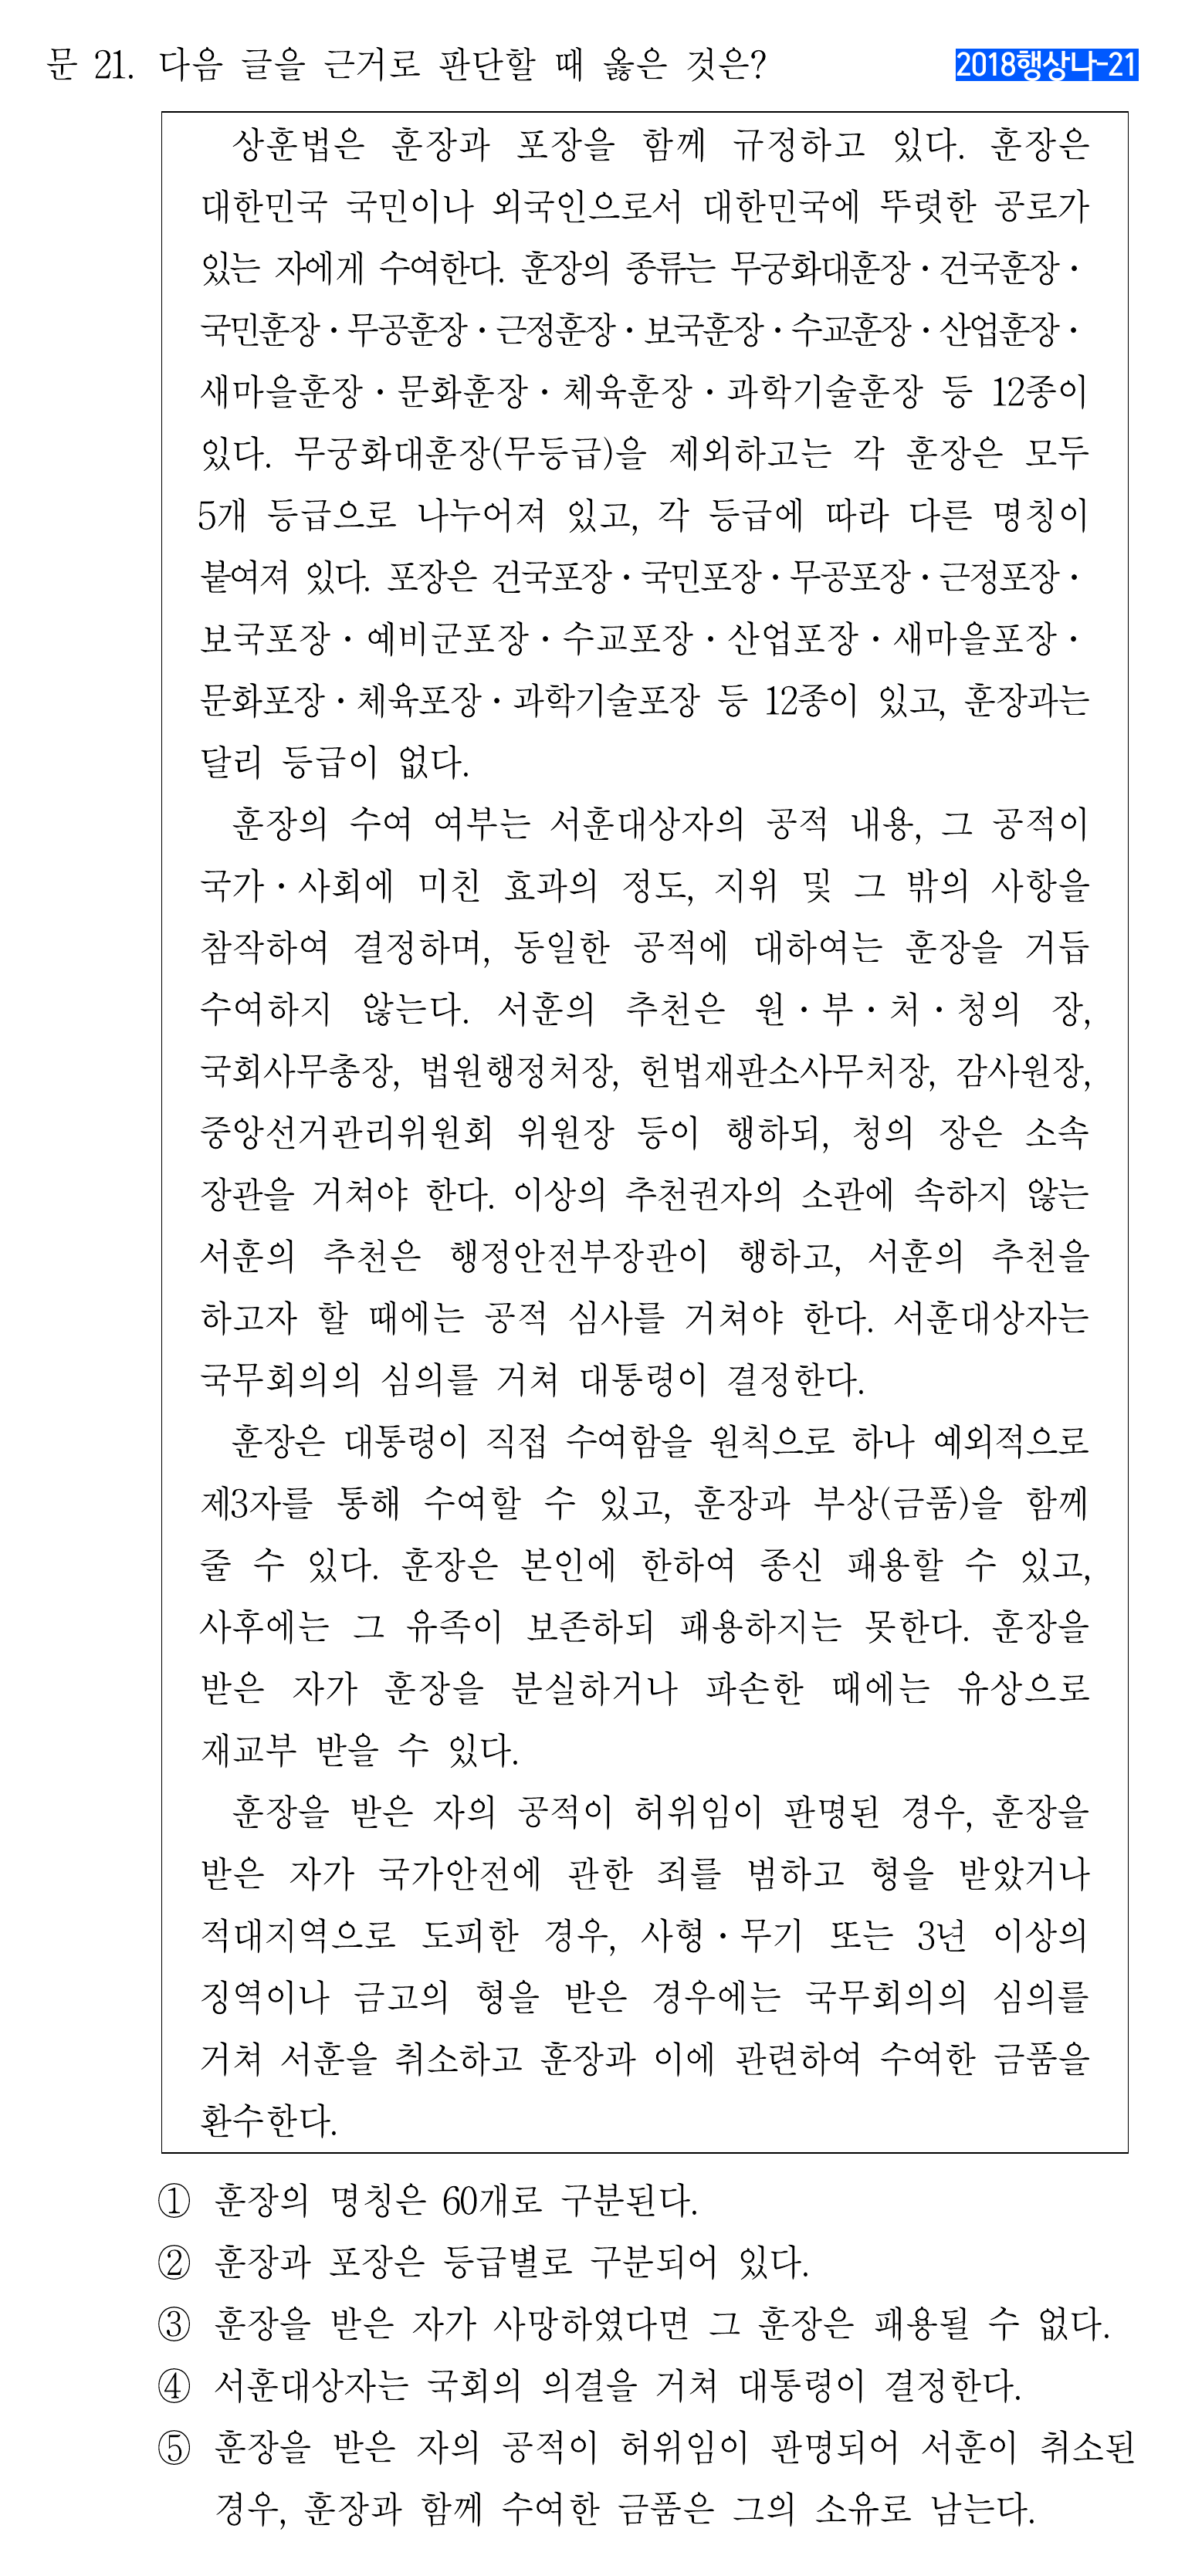 문 21. 다음 글을 근거로 판단할 때 옳은 것은? 2018행상나-21
상훈법은 훈장과 포장을 함께 규정하고 있다. 훈장은
대한민국 국민이나 외국인으로서 대한민국에 뚜렷한 공로가
있는 자에게 수여한다. 훈장의 종류는 무궁화대훈장·건국훈장·
국민훈장·무공훈장·근정훈장·보국훈장·수교훈장·산업훈장·
새마을훈장·문화훈장·체육훈장·과학기술훈장 등 12종이
있다. 무궁화대훈장(무등급)을 제외하고는 각 훈장은 모두
5개 등급으로 나누어져 있고, 각 등급에 따라 다른 명칭이
붙여져 있다. 포장은 건국포장·국민포장·무공포장·근정포장·
보국포장·예비군포장·수교포장·산업포장·새마을포장·
문화포장·체육포장·과학기술포장 등 12종이 있고, 훈장과는
달리 등급이 없다.
훈장의 수여 여부는 서훈대상자의 공적 내용, 그 공적이
국가·사회에 미친 효과의 정도, 지위 및 그 밖의 사항을
참작하여 결정하며, 동일한 공적에 대하여는 훈장을 거듭
수여하지 않는다. 서훈의 추천은 원·부·처·청의 장,
국회사무총장, 법원행정처장, 헌법재판소사무처장, 감사원장,
중앙선거관리위원회 위원장 등이 행하되, 청의 장은 소속
장관을 거쳐야 한다. 이상의 추천권자의 소관에 속하지 않는
서훈의 추천은 행정안전부장관이 행하고, 서훈의 추천을
하고자 할 때에는 공적 심사를 거쳐야 한다. 서훈대상자는
국무회의의 심의를 거쳐 대통령이 결정한다.
훈장은 대통령이 직접 수여함을 원칙으로 하나 예외적으로
제3자를 통해 수여할 수 있고, 훈장과 부상(금품)을 함께
줄 수 있다. 훈장은 본인에 한하여 종신 패용할 수 있고,
사후에는 그 유족이 보존하되 패용하지는 못한다. 훈장을
받은 자가 훈장을 분실하거나 파손한 때에는 유상으로
재교부 받을 수 있다.
훈장을 받은 자의 공적이 허위임이 판명된 경우, 훈장을
받은 자가 국가안전에 관한 죄를 범하고 형을 받았거나
적대지역으로 도피한 경우, 사형·무기 또는 3년 이상의
징역이나 금고의 형을 받은 경우에는 국무회의의 심의를
거쳐 서훈을 취소하고 훈장과 이에 관련하여 수여한 금품을
환수한다.
① 훈장의 명칭은 60개로 구분된다.
② 훈장과 포장은 등급별로 구분되어 있다.
③ 훈장을 받은 자가 사망하였다면 그 훈장은 패용될 수 없다.
④ 서훈대상자는 국회의 의결을 거쳐 대통령이 결정한다.
⑤ 훈장을 받은 자의 공적이 허위임이 판명되어 서훈이 취소된
경우, 훈장과 함께 수여한 금품은 그의 소유로 남는다.